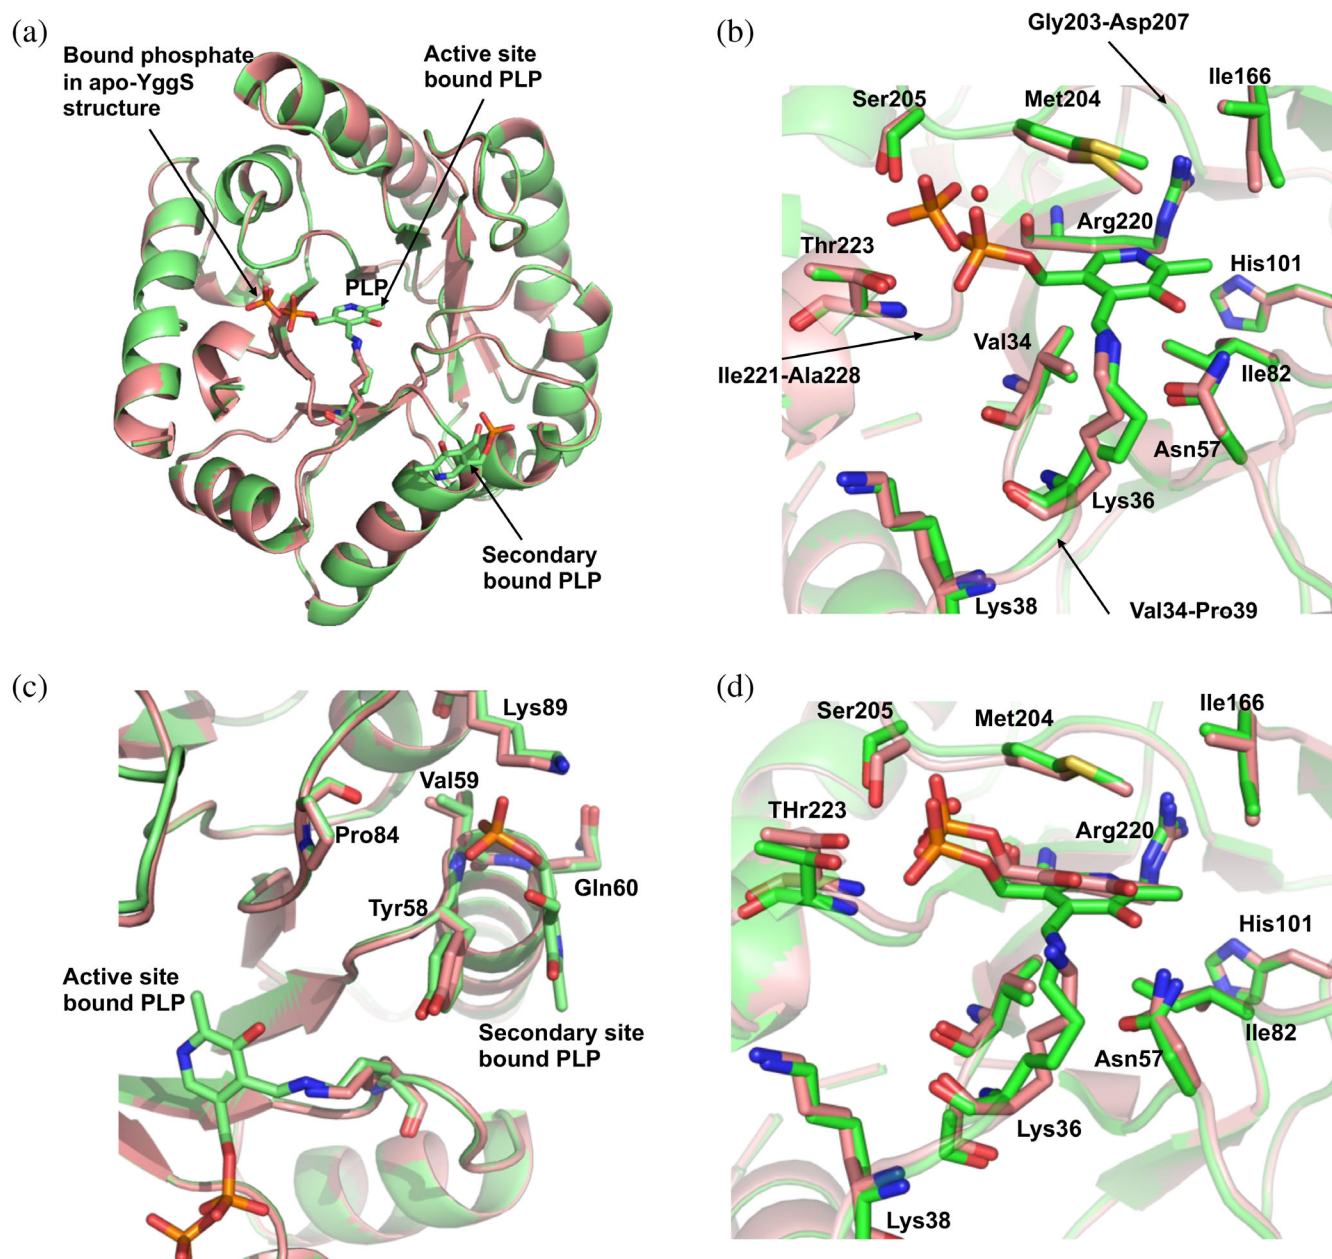 (a)
Bound phosphate
in apo-YggS
structure
Active site
bound PLP
PLP
Secondary
bound PLP
(b)
Gly203-Asp207
Ile166
Ser205
Met204
Arg220
Thr223
His101
Val34
Ile221-Ala228
Ile82
Asn57
Lys36
Lys38
Val34-Pro39
(c)
Lys89
Val59
Pro84
Gln60
Tyr58
Active site
bound PLP
Secondary site
bound PLP
(d)
Ile166
Ser205
Met204
THr223
Arg220
His101
Ile82
Asn57
Lys36
Lys38